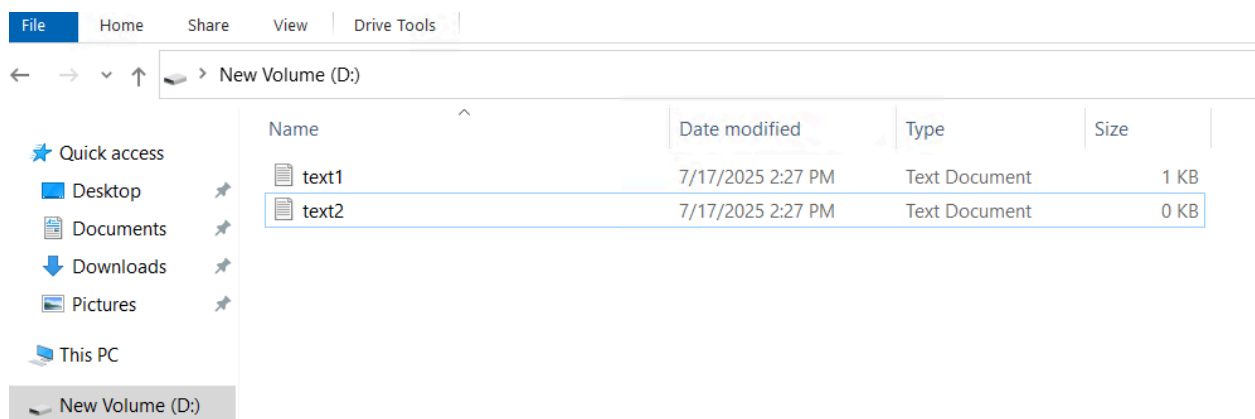 File Home Share View Drive Tools
New Volume (D:)
Name Date modified Type Size
Quick access
text1 7/17/2025 2:27 PM Text Document 1 KB
Desktop
text2 7/17/2025 2:27 PM Text Document 0 KB
Documents
Downloads
Pictures
This PC
New Volume (D:)